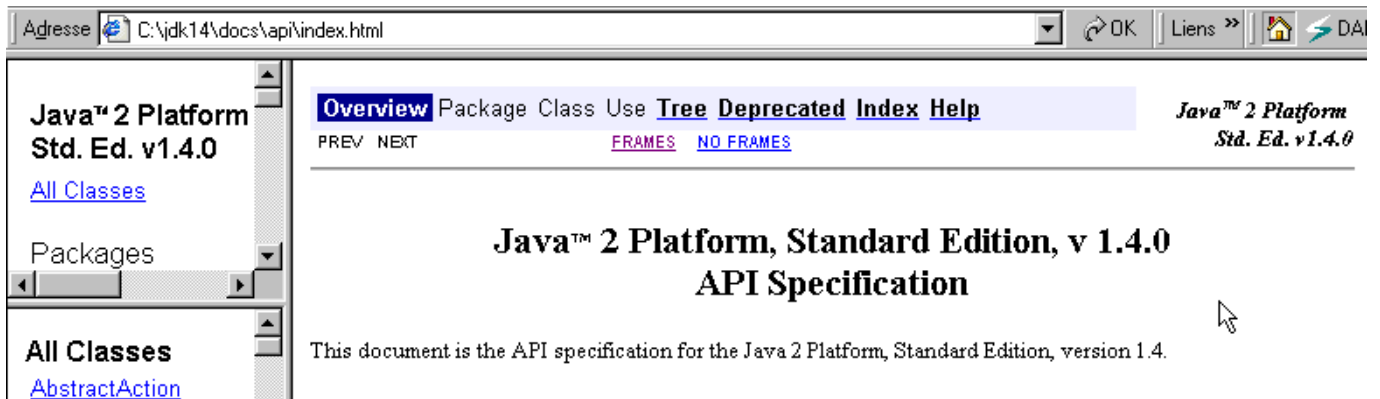 Adresse C:\jdk14\docs\api\index.html OK Liens » DAI
Java™ 2 Platform
Std. Ed. v1.4.0
All Classes
Packages
All Classes
AbstractAction
Overview Package Class Use Tree Deprecated Index Help
PREV NEXT FRAMES NO FRAMES
Java™ 2 Platform
Std. Ed. v1.4.0
Java™ 2 Platform, Standard Edition, v 1.4.0
API Specification
This document is the API specification for the Java 2 Platform, Standard Edition, version 1.4.